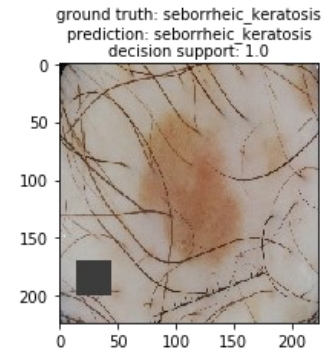 ground truth: seborrheic_keratosis
prediction: seborrheic_keratosis
decision support: 1.0
0
50
100
150
200
0 50 100 150 200